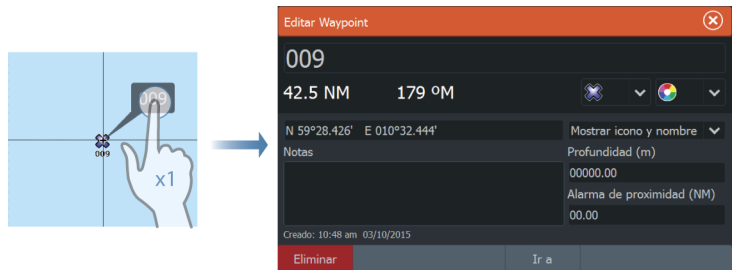 009
009
x1
Editar Waypoint
009
42.5 NM 179 ºM
N 59°28.426' E 010°32.444'
Mostrar icono y nombre
Notas
Profundidad (m)
00000.00
Alarma de proximidad (NM)
00.00
Creado: 10:48 am 03/10/2015
Eliminar
Ir a